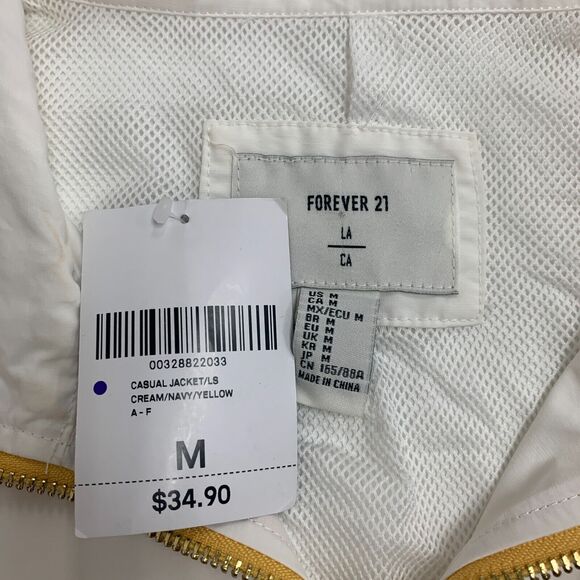 FOREVER 21
LA
CA
US M
CA M
MX/ECU M
BR M
EU M
UK M
KR M
JP M
CN 165/88A
MADE IN CHINA
00328822033
CASUAL JACKET/LS
CREAM/NAVY/YELLOW
A - F
M
$34.90